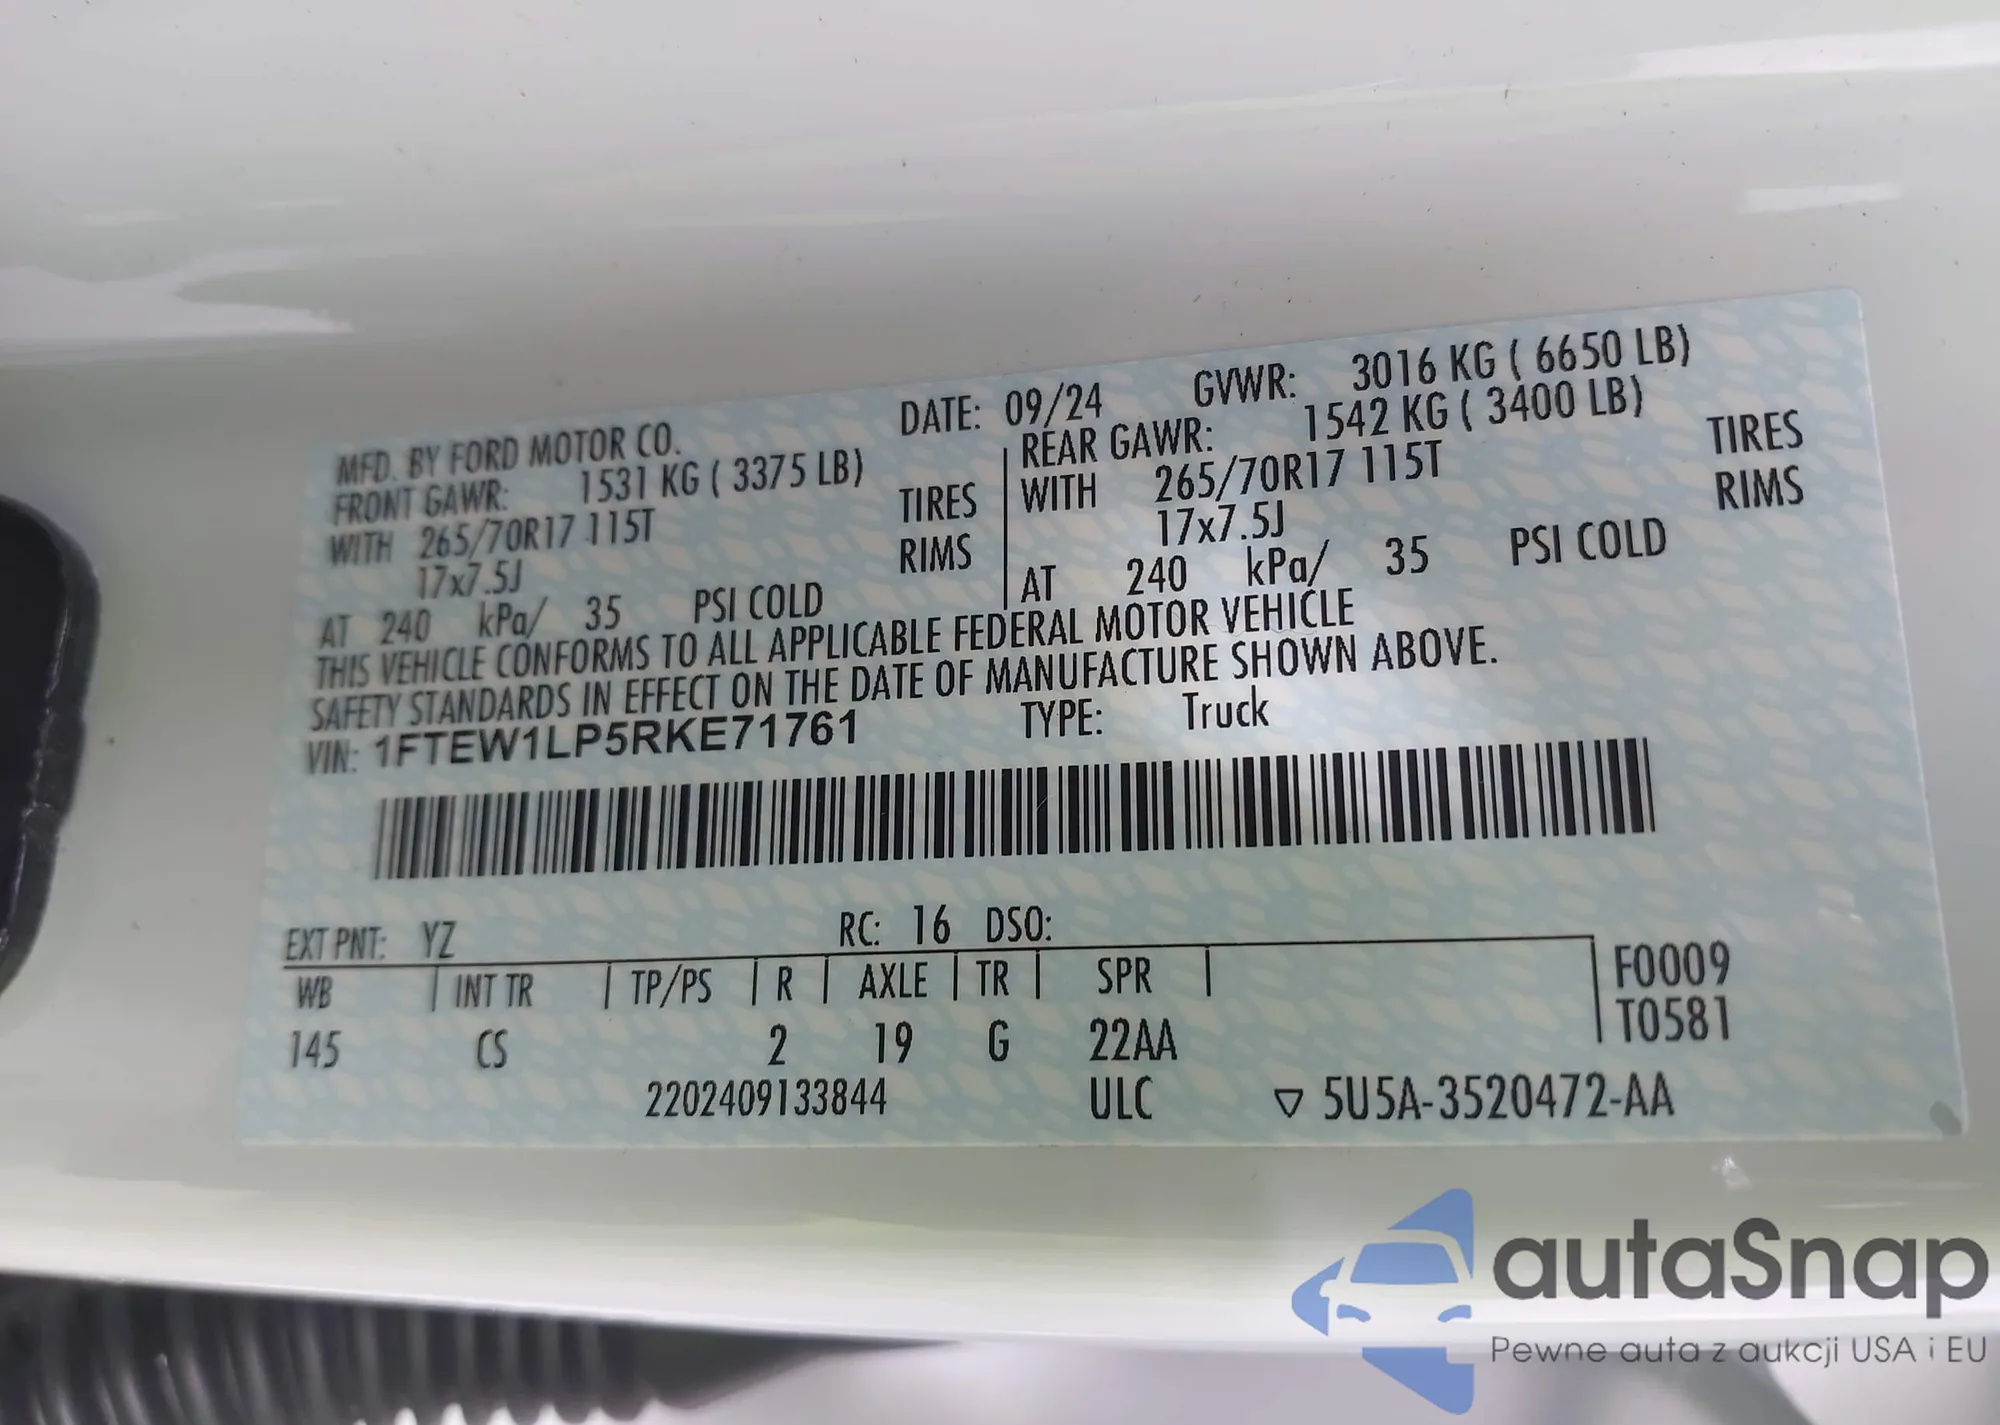 MFD. BY FORD MOTOR CO. DATE: 09/24 GVWR: 3016 KG ( 6650 LB)
FRONT GAWR: 1531 KG ( 3375 LB) REAR GAWR: 1542 KG ( 3400 LB)
WITH 265/70R17 115T TIRES WITH 265/70R17 115T TIRES
17x7.5J RIMS 17x7.5J RIMS
AT 240 kPa/ 35 PSI COLD AT 240 kPa/ 35 PSI COLD
THIS VEHICLE CONFORMS TO ALL APPLICABLE FEDERAL MOTOR VEHICLE
SAFETY STANDARDS IN EFFECT ON THE DATE OF MANUFACTURE SHOWN ABOVE.
VIN: 1FTEW1LP5RKE71761 TYPE: Truck
EXT PNT: YZ RC: 16 DSO:
WB INT TR TP/PS R AXLE TR SPR F0009
145 CS 2 19 G 22AA T0581
2202409133844 ULC ▽ 5U5A-3520472-AA
autaSnap
Pewne auta z aukcji USA i EU